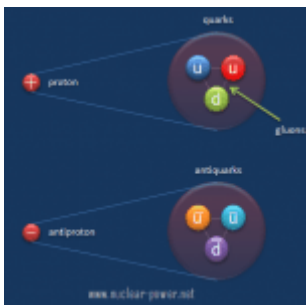 quarks
u u
+ proton
d
gluons
antiquarks
ū ū
− antiproton
d̄
www.nuclear-power.net